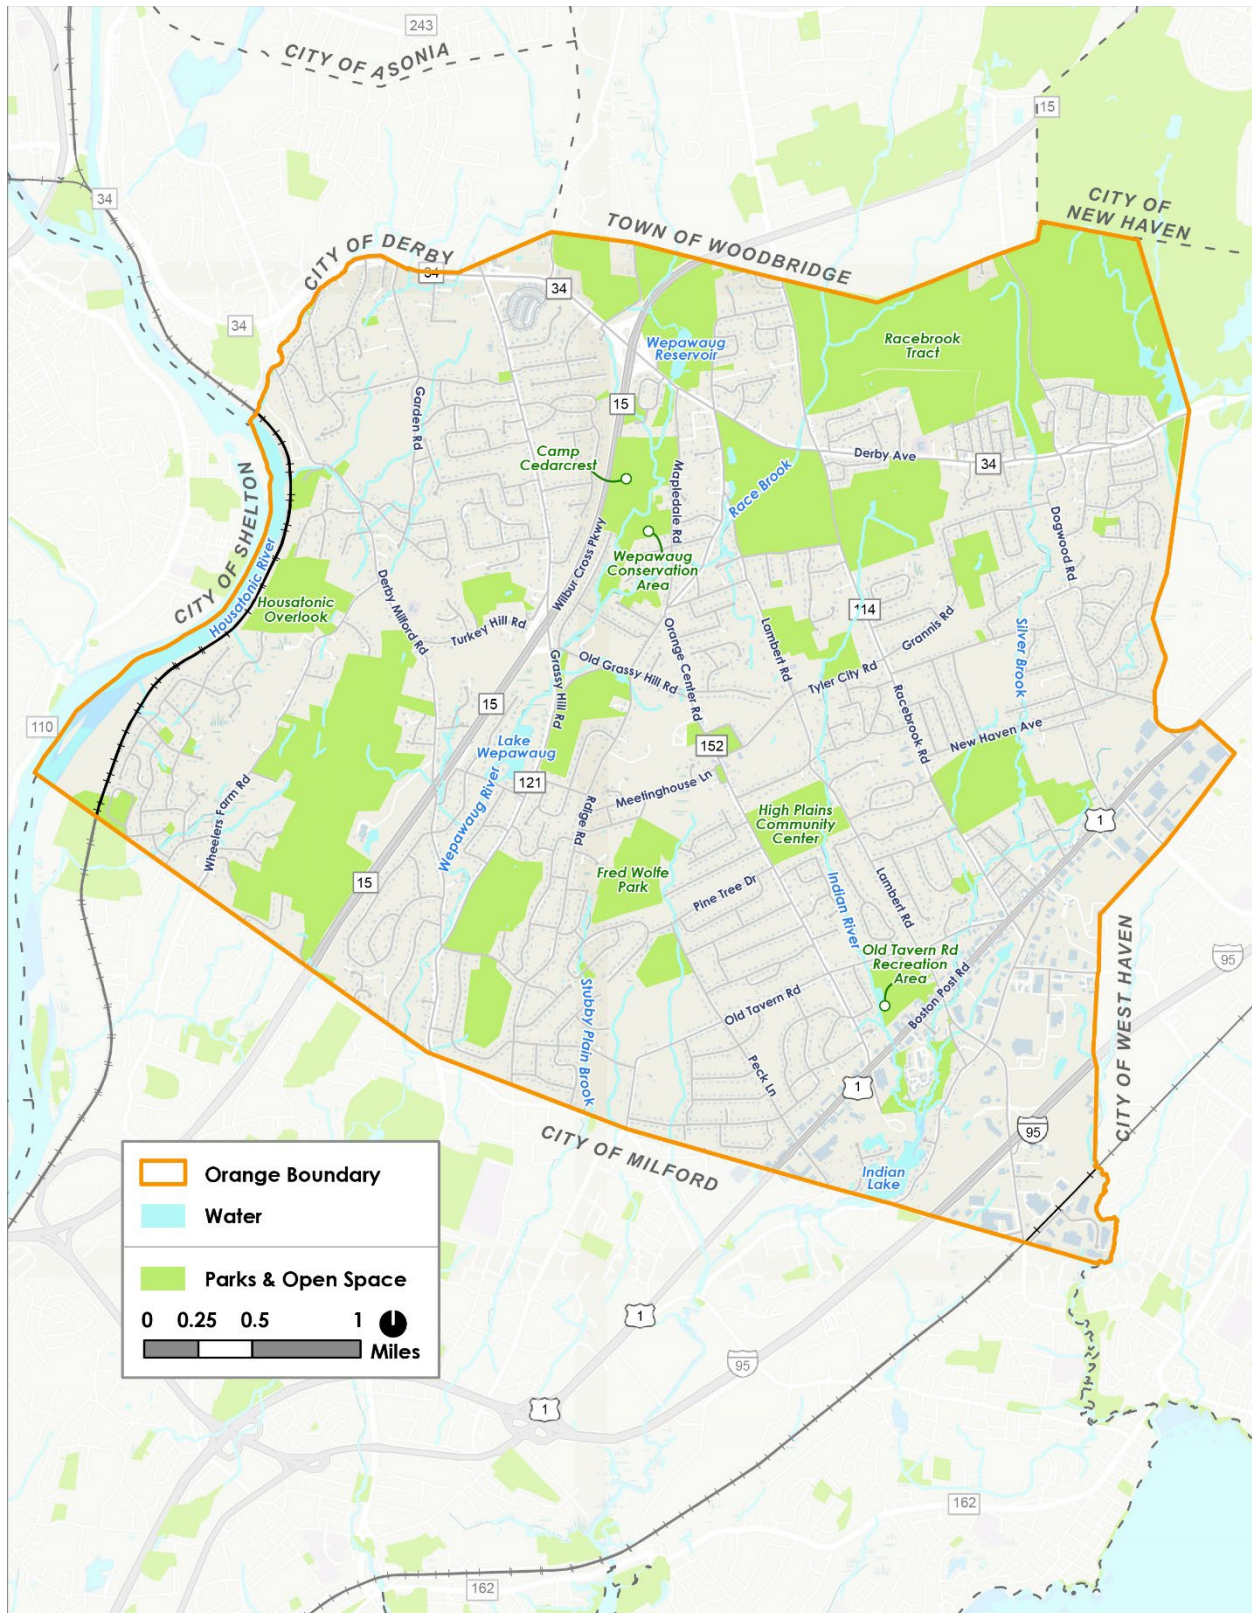 243
CITY OF ASONIA
15
34
CITY OF
NEW HAVEN
TOWN OF WOODBRIDGE
CITY OF DERBY
34
34
34
Wepawaug
Reservoir
Racebrook
Tract
15
Garden Rd
Camp
Cedarcrest
Mapledale Rd
Race Brook
Derby Ave
34
CITY OF SHELTON
Housatonic River
Dogwood Rd
Wilbur Cross Pkwy
Wepawaug
Conservation
Area
Housatonic
Overlook
Derby Milford Rd
Turkey Hill Rd
114
Grannis Rd
Silver Brook
Orange Center Rd
Lambert Rd
Old Grassy Hill Rd
Grassy Hill Rd
Tyler City Rd
Racebrook Rd
15
110
New Haven Ave
Lake
Wepawaug
152
121
Meetinghouse Ln
Wepawaug River
Rdige Rd
Wheelers Farm Rd
High Plains
Community
Center
1
15
Fred Wolfe
Park
Pine Tree Dr
Indian River
Lambert Rd
Old Tavern Rd
Recreation
Area
95
Stubby Plain Brook
Old Tavern Rd
Boston Post Rd
Peck Ln
1
CITY OF WEST HAVEN
95
CITY OF MILFORD
Indian
Lake
Orange Boundary
Water
Parks & Open Space
0 0.25 0.5 1
Miles
1
95
1
162
162